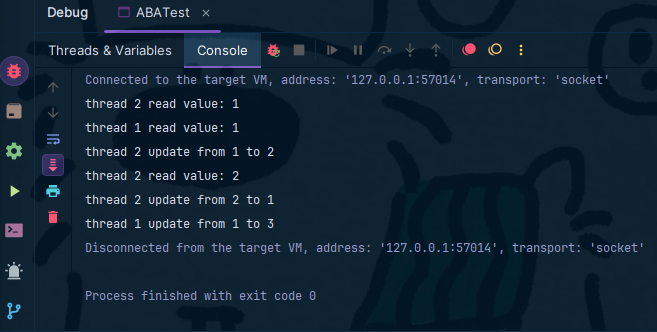 Debug ABATest
Threads & Variables Console
Connected to the target VM, address: '127.0.0.1:57014', transport: 'socket'
thread 2 read value: 1
thread 1 read value: 1
thread 2 update from 1 to 2
thread 2 read value: 2
thread 2 update from 2 to 1
thread 1 update from 1 to 3
Disconnected from the target VM, address: '127.0.0.1:57014', transport: 'socket'
Process finished with exit code 0